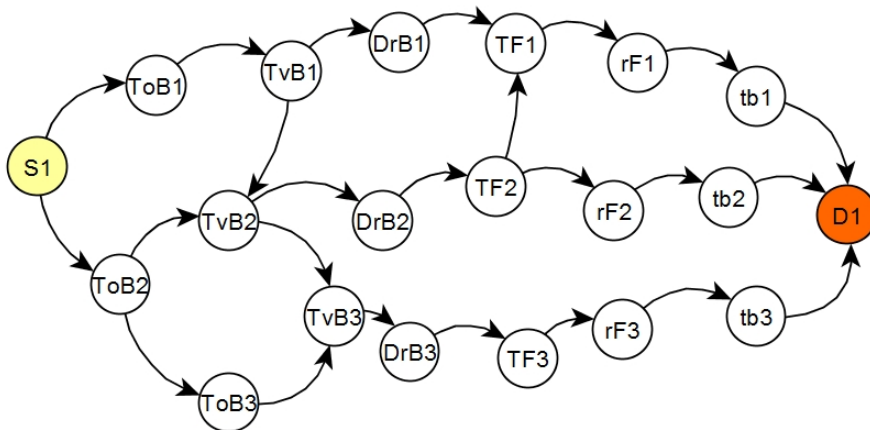 S1
ToB1
TvB1
DrB1
TF1
rF1
tb1
ToB2
TvB2
DrB2
TF2
rF2
tb2
D1
ToB3
TvB3
DrB3
TF3
rF3
tb3